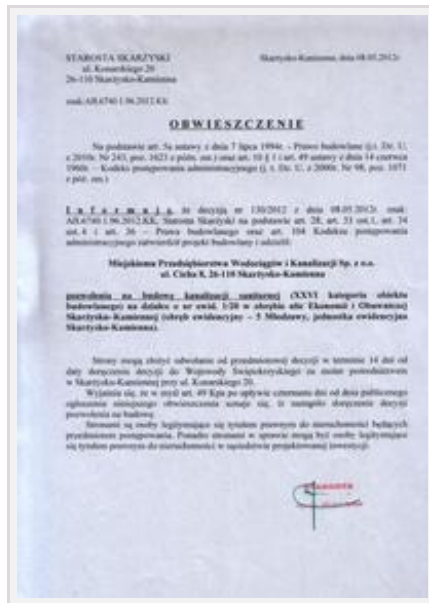 STAROSTA SKARŻYSKI Skarżysko-Kamienna, dnia 08.05.2012r.
ul. Konarskiego 20
26-110 Skarżysko-Kamienna
znak: AR.6740.1.96.2012.KK
OBWIESZCZENIE
Na podstawie art. 5a ustawy z dnia 7 lipca 1994r. - Prawo budowlane (j.t. Dz. U.
z 2010r. Nr 243, poz. 1623 z późn. zm.) oraz art. 10 § 1 i art. 49 ustawy z dnia 14 czerwca
1960r. – Kodeks postępowania administracyjnego (j. t. Dz. U. z 2000r. Nr 98, poz. 1071
z póź. zm.)
Informuję, że decyzją nr 130/2012 z dnia 08.05.2012r. znak:
AR.6740.1.96.2012.KK, Starosta Skarżyski na podstawie art. 28, art. 33 ust.1, art. 34
ust. 4 i art. 36 – Prawa budowlanego oraz art. 104 Kodeksu postępowania
administracyjnego zatwierdził projekt budowlany i udzielił:
Miejskiemu Przedsiębiorstwu Wodociągów i Kanalizacji Sp. z o.o.
ul. Cicha 8, 26-110 Skarżysko-Kamienna
pozwolenia na budowę kanalizacji sanitarnej (XXVI kategoria obiektu
budowlanego) na działce o nr ewid. 1/20 w obrębie ulic Ekonomii i Obuwniczej
Skarżysku-Kamiennej (obręb ewidencyjny – 5 Młodzawy, jednostka ewidencyjna
Skarżysko-Kamienna).
Strony mogą złożyć odwołanie od przedmiotowej decyzji w terminie 14 dni od
daty doręczenia decyzji do Wojewody Świętokrzyskiego za moim pośrednictwem
w Skarżysku-Kamiennej przy ul. Konarskiego 20.
Wyjaśnia się, że w myśl art. 49 Kpa po upływie czternastu dni od dnia publicznego
ogłoszenia niniejszego obwieszczenia uznaje się, iż nastąpiło doręczenie decyzji
pozwolenia na budowę.
Stronami są osoby legitymujące się tytułem prawnym do nieruchomości będących
przedmiotem postępowania. Ponadto stronami w sprawie mogą być osoby legitymujące
się tytułem prawnym do nieruchomości w sąsiedztwie projektowanej inwestycji.
STAROSTA